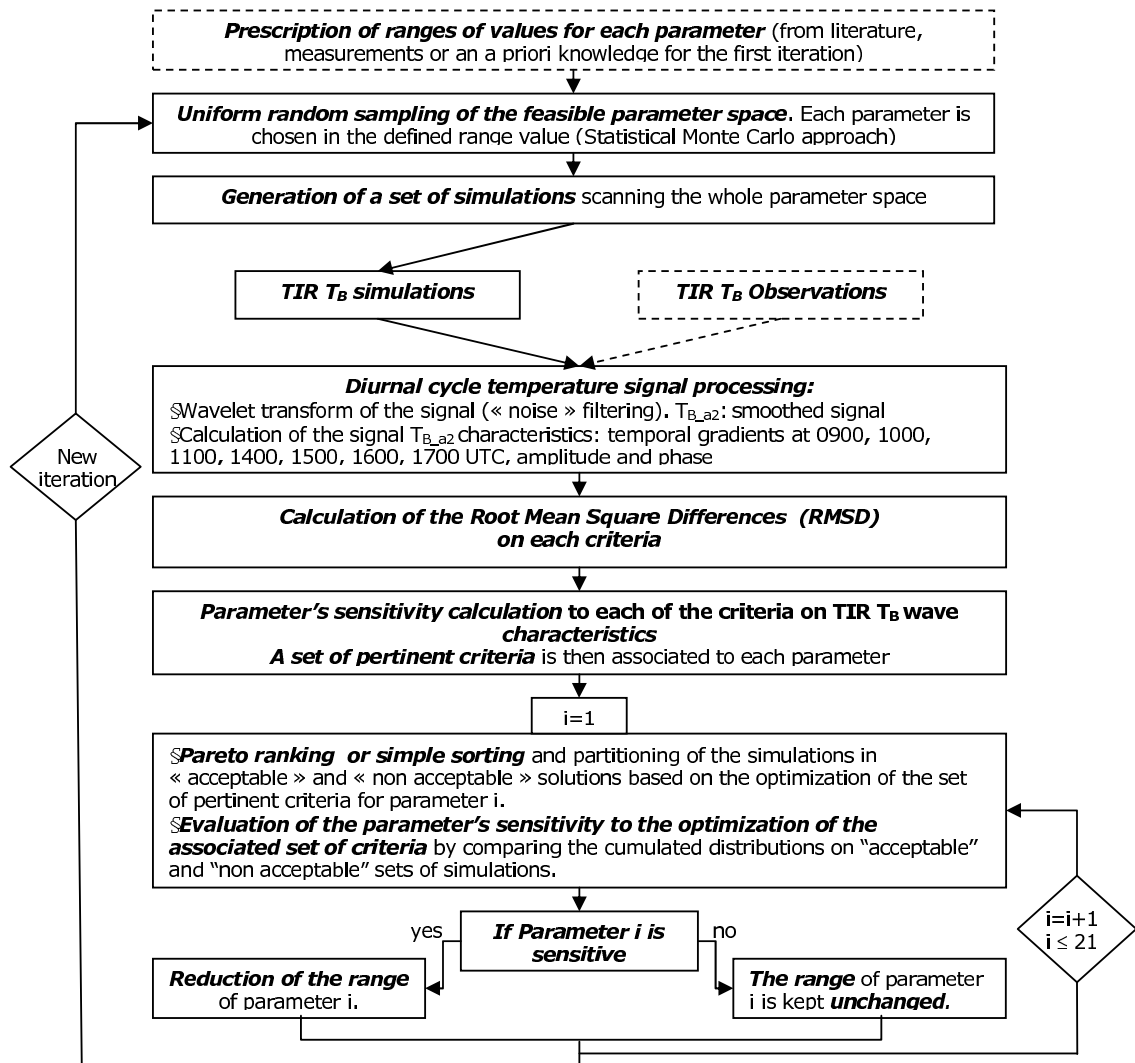 Prescription of ranges of values for each parameter (from literature,
measurements or an a priori knowledge for the first iteration)
Uniform random sampling of the feasible parameter space. Each parameter is
chosen in the defined range value (Statistical Monte Carlo approach)
Generation of a set of simulations scanning the whole parameter space
TIR TB simulations
TIR TB Observations
Diurnal cycle temperature signal processing:
§Wavelet transform of the signal (« noise » filtering). TB_a2: smoothed signal
§Calculation of the signal TB_a2 characteristics: temporal gradients at 0900, 1000,
1100, 1400, 1500, 1600, 1700 UTC, amplitude and phase
New
iteration
Calculation of the Root Mean Square Differences (RMSD)
on each criteria
Parameter's sensitivity calculation to each of the criteria on TIR TB wave
characteristics
A set of pertinent criteria is then associated to each parameter
i=1
§Pareto ranking or simple sorting and partitioning of the simulations in
« acceptable » and « non acceptable » solutions based on the optimization of the set
of pertinent criteria for parameter i.
§Evaluation of the parameter's sensitivity to the optimization of the
associated set of criteria by comparing the cumulated distributions on “acceptable”
and “non acceptable” sets of simulations.
i=i+1
i ≤ 21
yes
If Parameter i is
sensitive
no
Reduction of the range
of parameter i.
The range of parameter
i is kept unchanged.